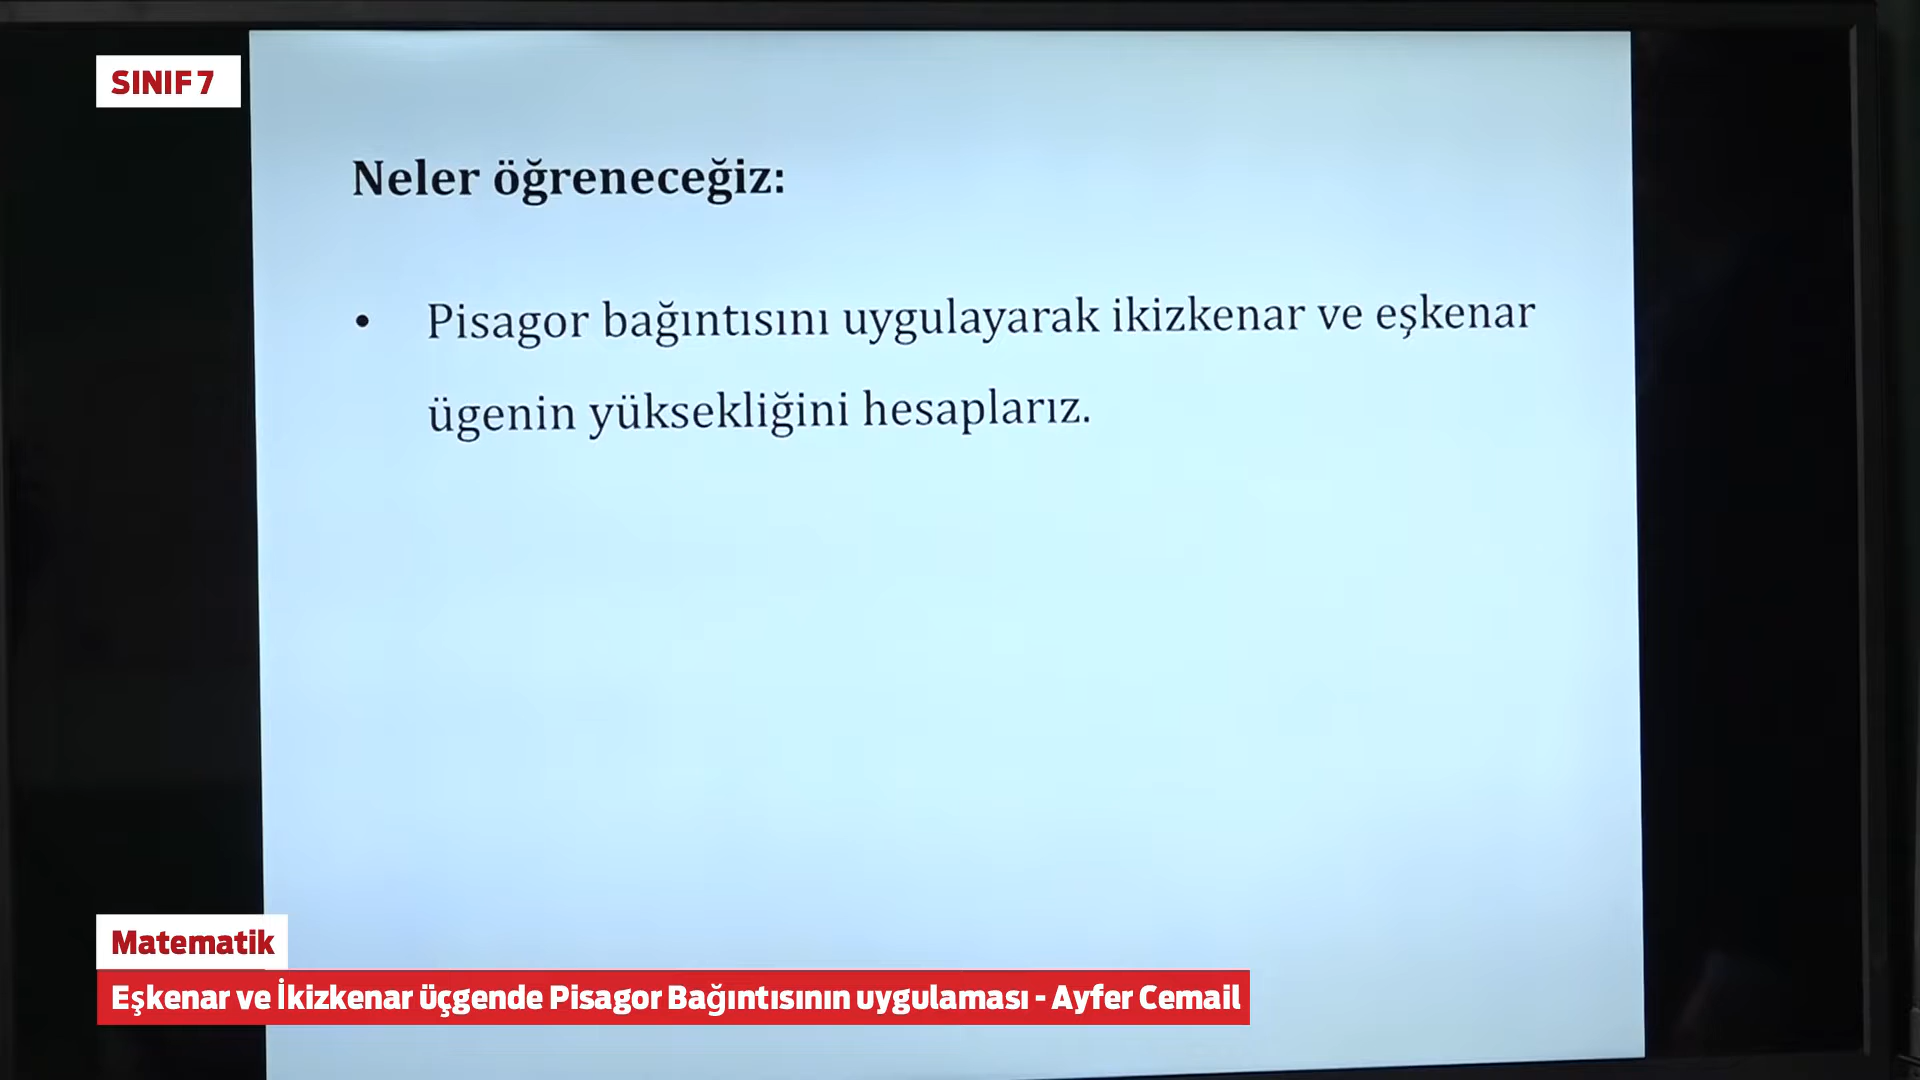 SINIF 7
Neler öğreneceğiz:
• Pisagor bağıntısını uygulayarak ikizkenar ve eşkenar
ügenin yüksekliğini hesaplarız.
Matematik
Eşkenar ve İkizkenar üçgende Pisagor Bağıntısının uygulaması - Ayfer Cemail